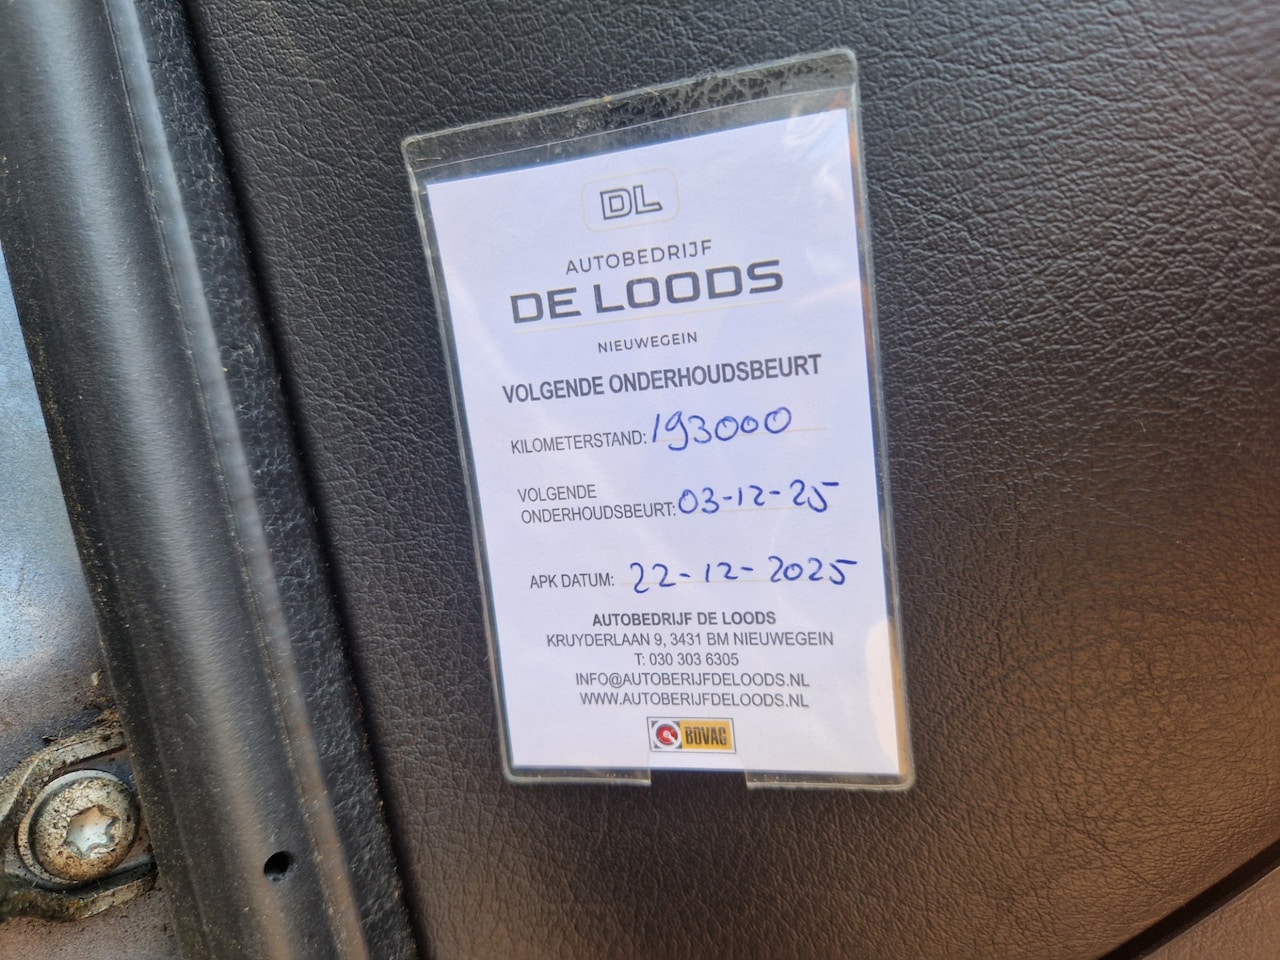 DL
AUTOBEDRIJF
DE LOODS
NIEUWEGEIN
VOLGENDE ONDERHOUDSBEURT
KILOMETERSTAND: 193000
VOLGENDE
ONDERHOUDSBEURT: 03-12-25
APK DATUM: 22-12-2025
AUTOBEDRIJF DE LOODS
KRUYDERLAAN 9, 3431 BM NIEUWEGEIN
T: 030 303 6305
INFO@AUTOBERIJFDELOODS.NL
WWW.AUTOBERIJFDELOODS.NL
BOVAG